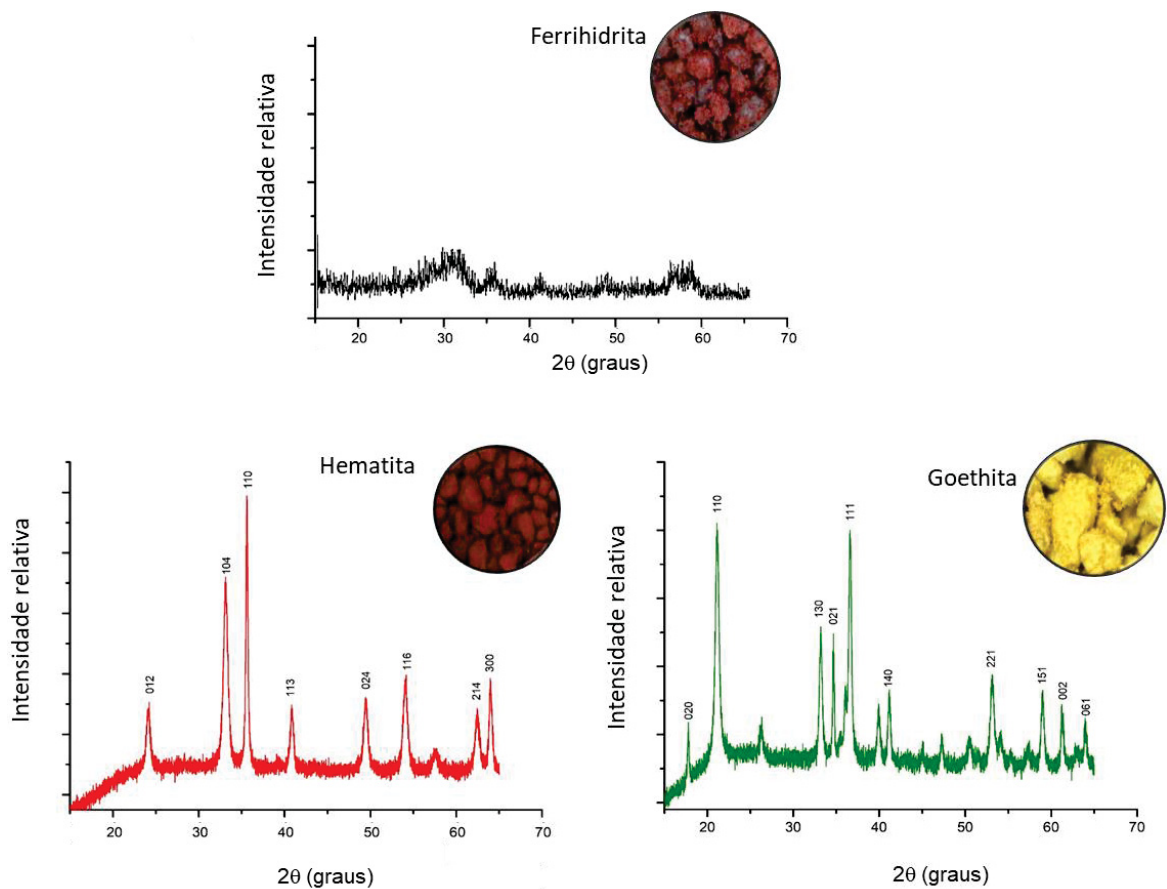 Ferrihidrita
Intensidade relativa
20 30 40 50 60 70
2θ (graus)
Hematita
Intensidade relativa
012
104
110
113
024
116
214
300
20 30 40 50 60 70
2θ (graus)
Goethita
Intensidade relativa
020
110
130
021
111
140
221
151
002
061
20 30 40 50 60 70
2θ (graus)